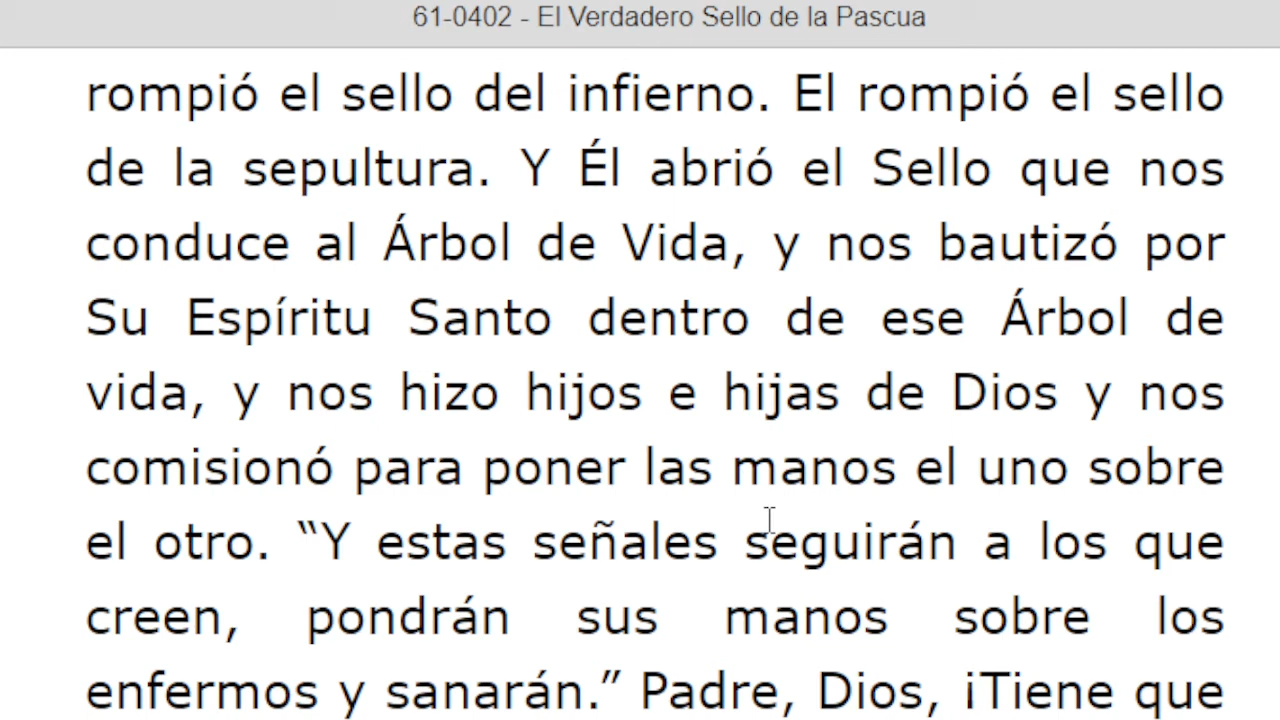 61-0402 - El Verdadero Sello de la Pascua
rompió el sello del infierno. El rompió el sello
de la sepultura. Y Él abrió el Sello que nos
conduce al Árbol de Vida, y nos bautizó por
Su Espíritu Santo dentro de ese Árbol de
vida, y nos hizo hijos e hijas de Dios y nos
comisionó para poner las manos el uno sobre
el otro. “Y estas señales seguirán a los que
creen, pondrán sus manos sobre los
enfermos y sanarán.” Padre, Dios, ¡Tiene que